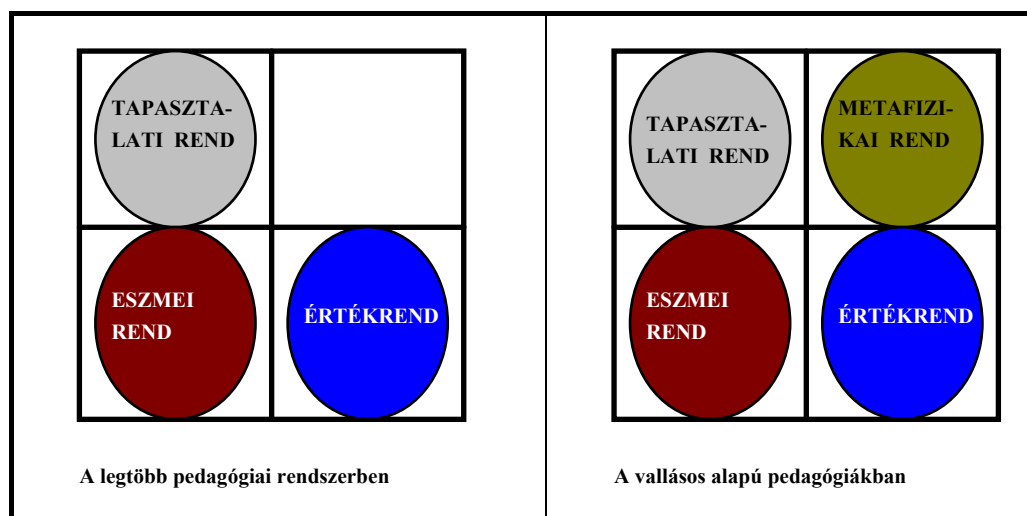 TAPASZTA-
LATI REND
ESZMEI
REND
ÉRTÉKREND
A legtöbb pedagógiai rendszerben
TAPASZTA-
LATI REND
METAFIZI-
KAI REND
ESZMEI
REND
ÉRTÉKREND
A vallásos alapú pedagógiákban